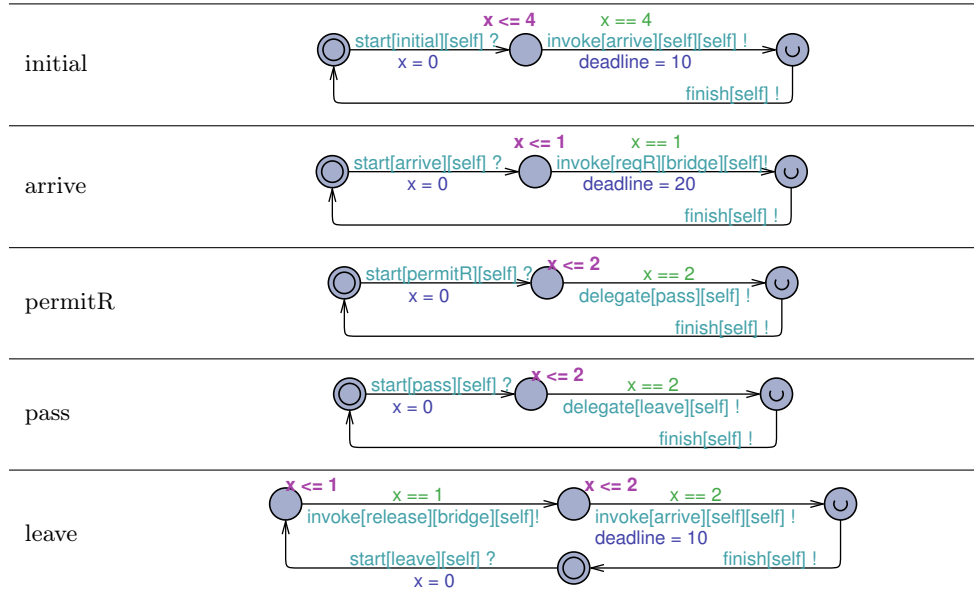 x <= 4 x == 4
start[initial][self] ? invoke[arrive][self][self] !
initial
x = 0 deadline = 10
finish[self] !
x <= 1 x == 1
start[arrive][self] ? invoke[reqR][bridge][self]!
arrive
x = 0 deadline = 20
finish[self] !
x <= 2 x == 2
start[permitR][self] ?
permitR
x = 0 delegate[pass][self] !
finish[self] !
x <= 2 x == 2
start[pass][self] ?
pass
x = 0 delegate[leave][self] !
finish[self] !
x <= 1 x == 1 x <= 2 x == 2
invoke[release][bridge][self]! invoke[arrive][self][self] !
leave
deadline = 10
start[leave][self] ? finish[self] !
x = 0